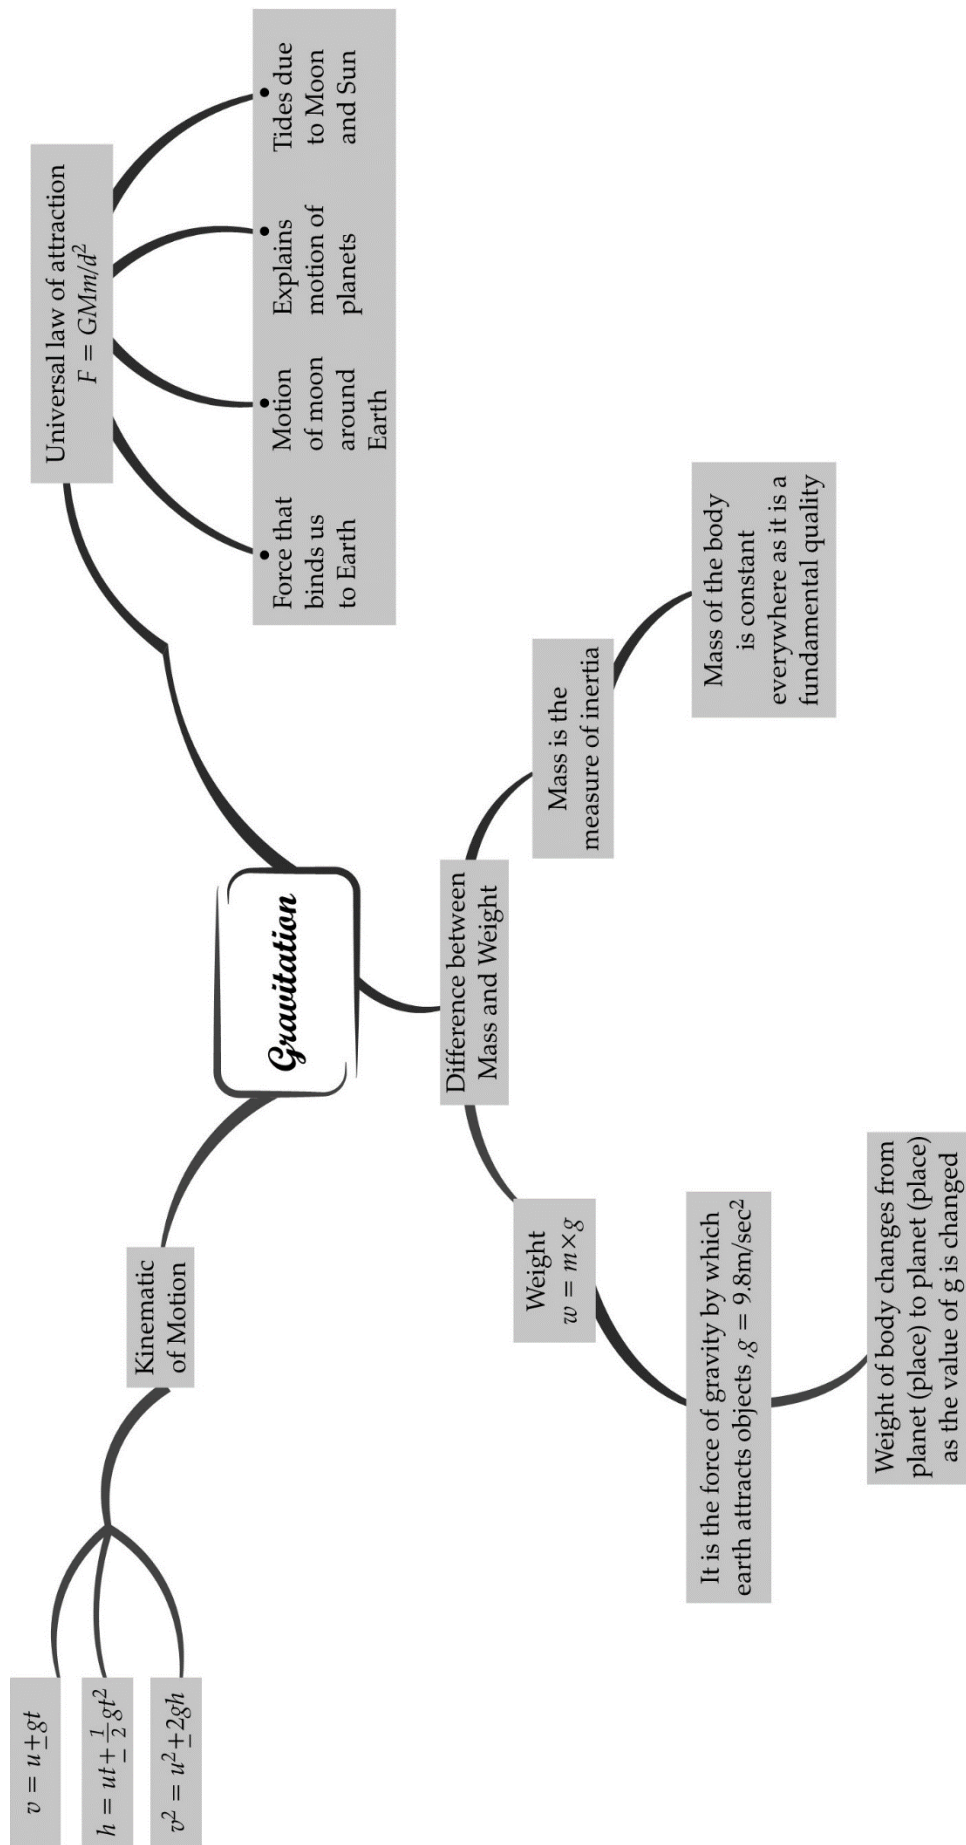 Gravitation
Kinematic
of Motion
v = u±gt
h = ut±½gt²
v² = u²±2gh
Universal law of attraction
F = GMm/d²
• Force that
binds us
to Earth
• Motion
of moon
around
Earth
• Explains
motion of
planets
• Tides due
to Moon
and Sun
Difference between
Mass and Weight
Weight
w = m×g
It is the force of gravity by which
earth attracts objects ,g = 9.8m/sec²
Weight of body changes from
planet (place) to planet (place)
as the value of g is changed
Mass is the
measure of inertia
Mass of the body
is constant
everywhere as it is a
fundamental quality